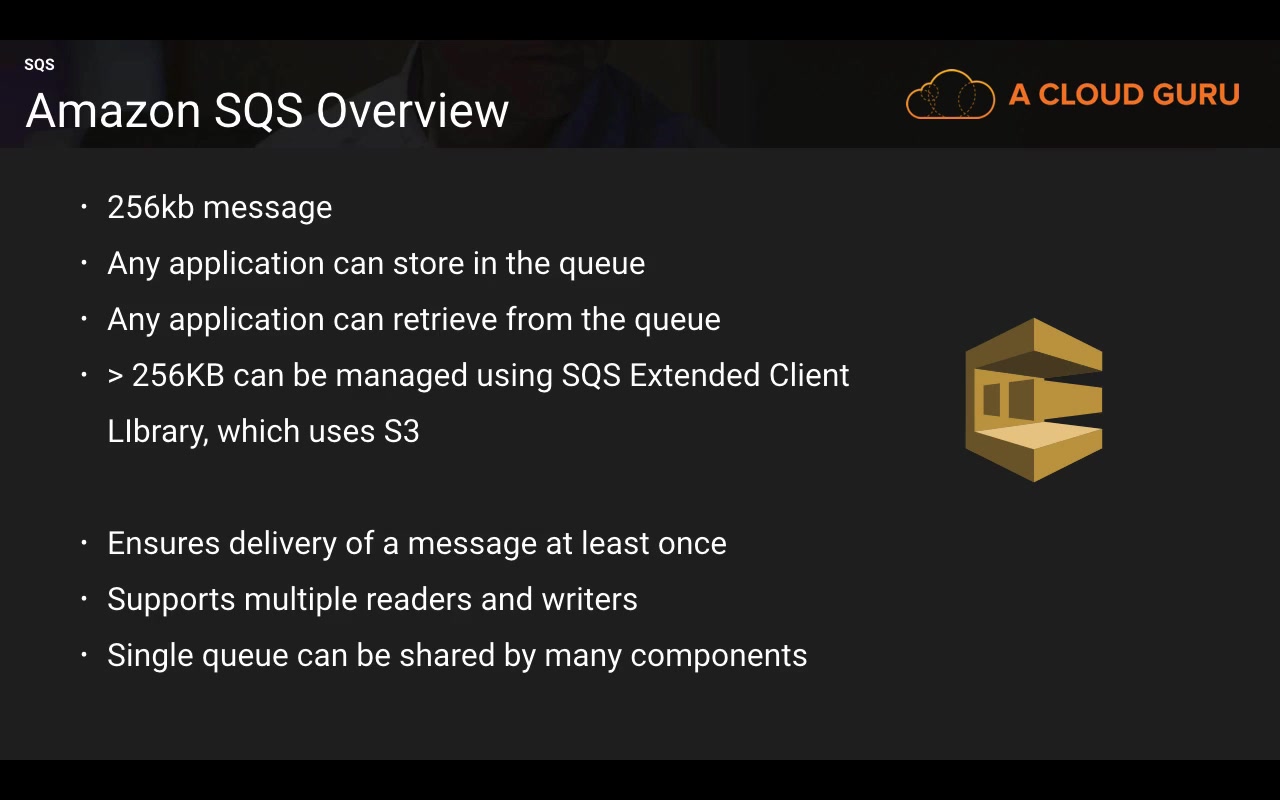 SQS
Amazon SQS Overview
A CLOUD GURU
• 256kb message
• Any application can store in the queue
• Any application can retrieve from the queue
• > 256KB can be managed using SQS Extended Client
LIbrary, which uses S3
• Ensures delivery of a message at least once
• Supports multiple readers and writers
• Single queue can be shared by many components